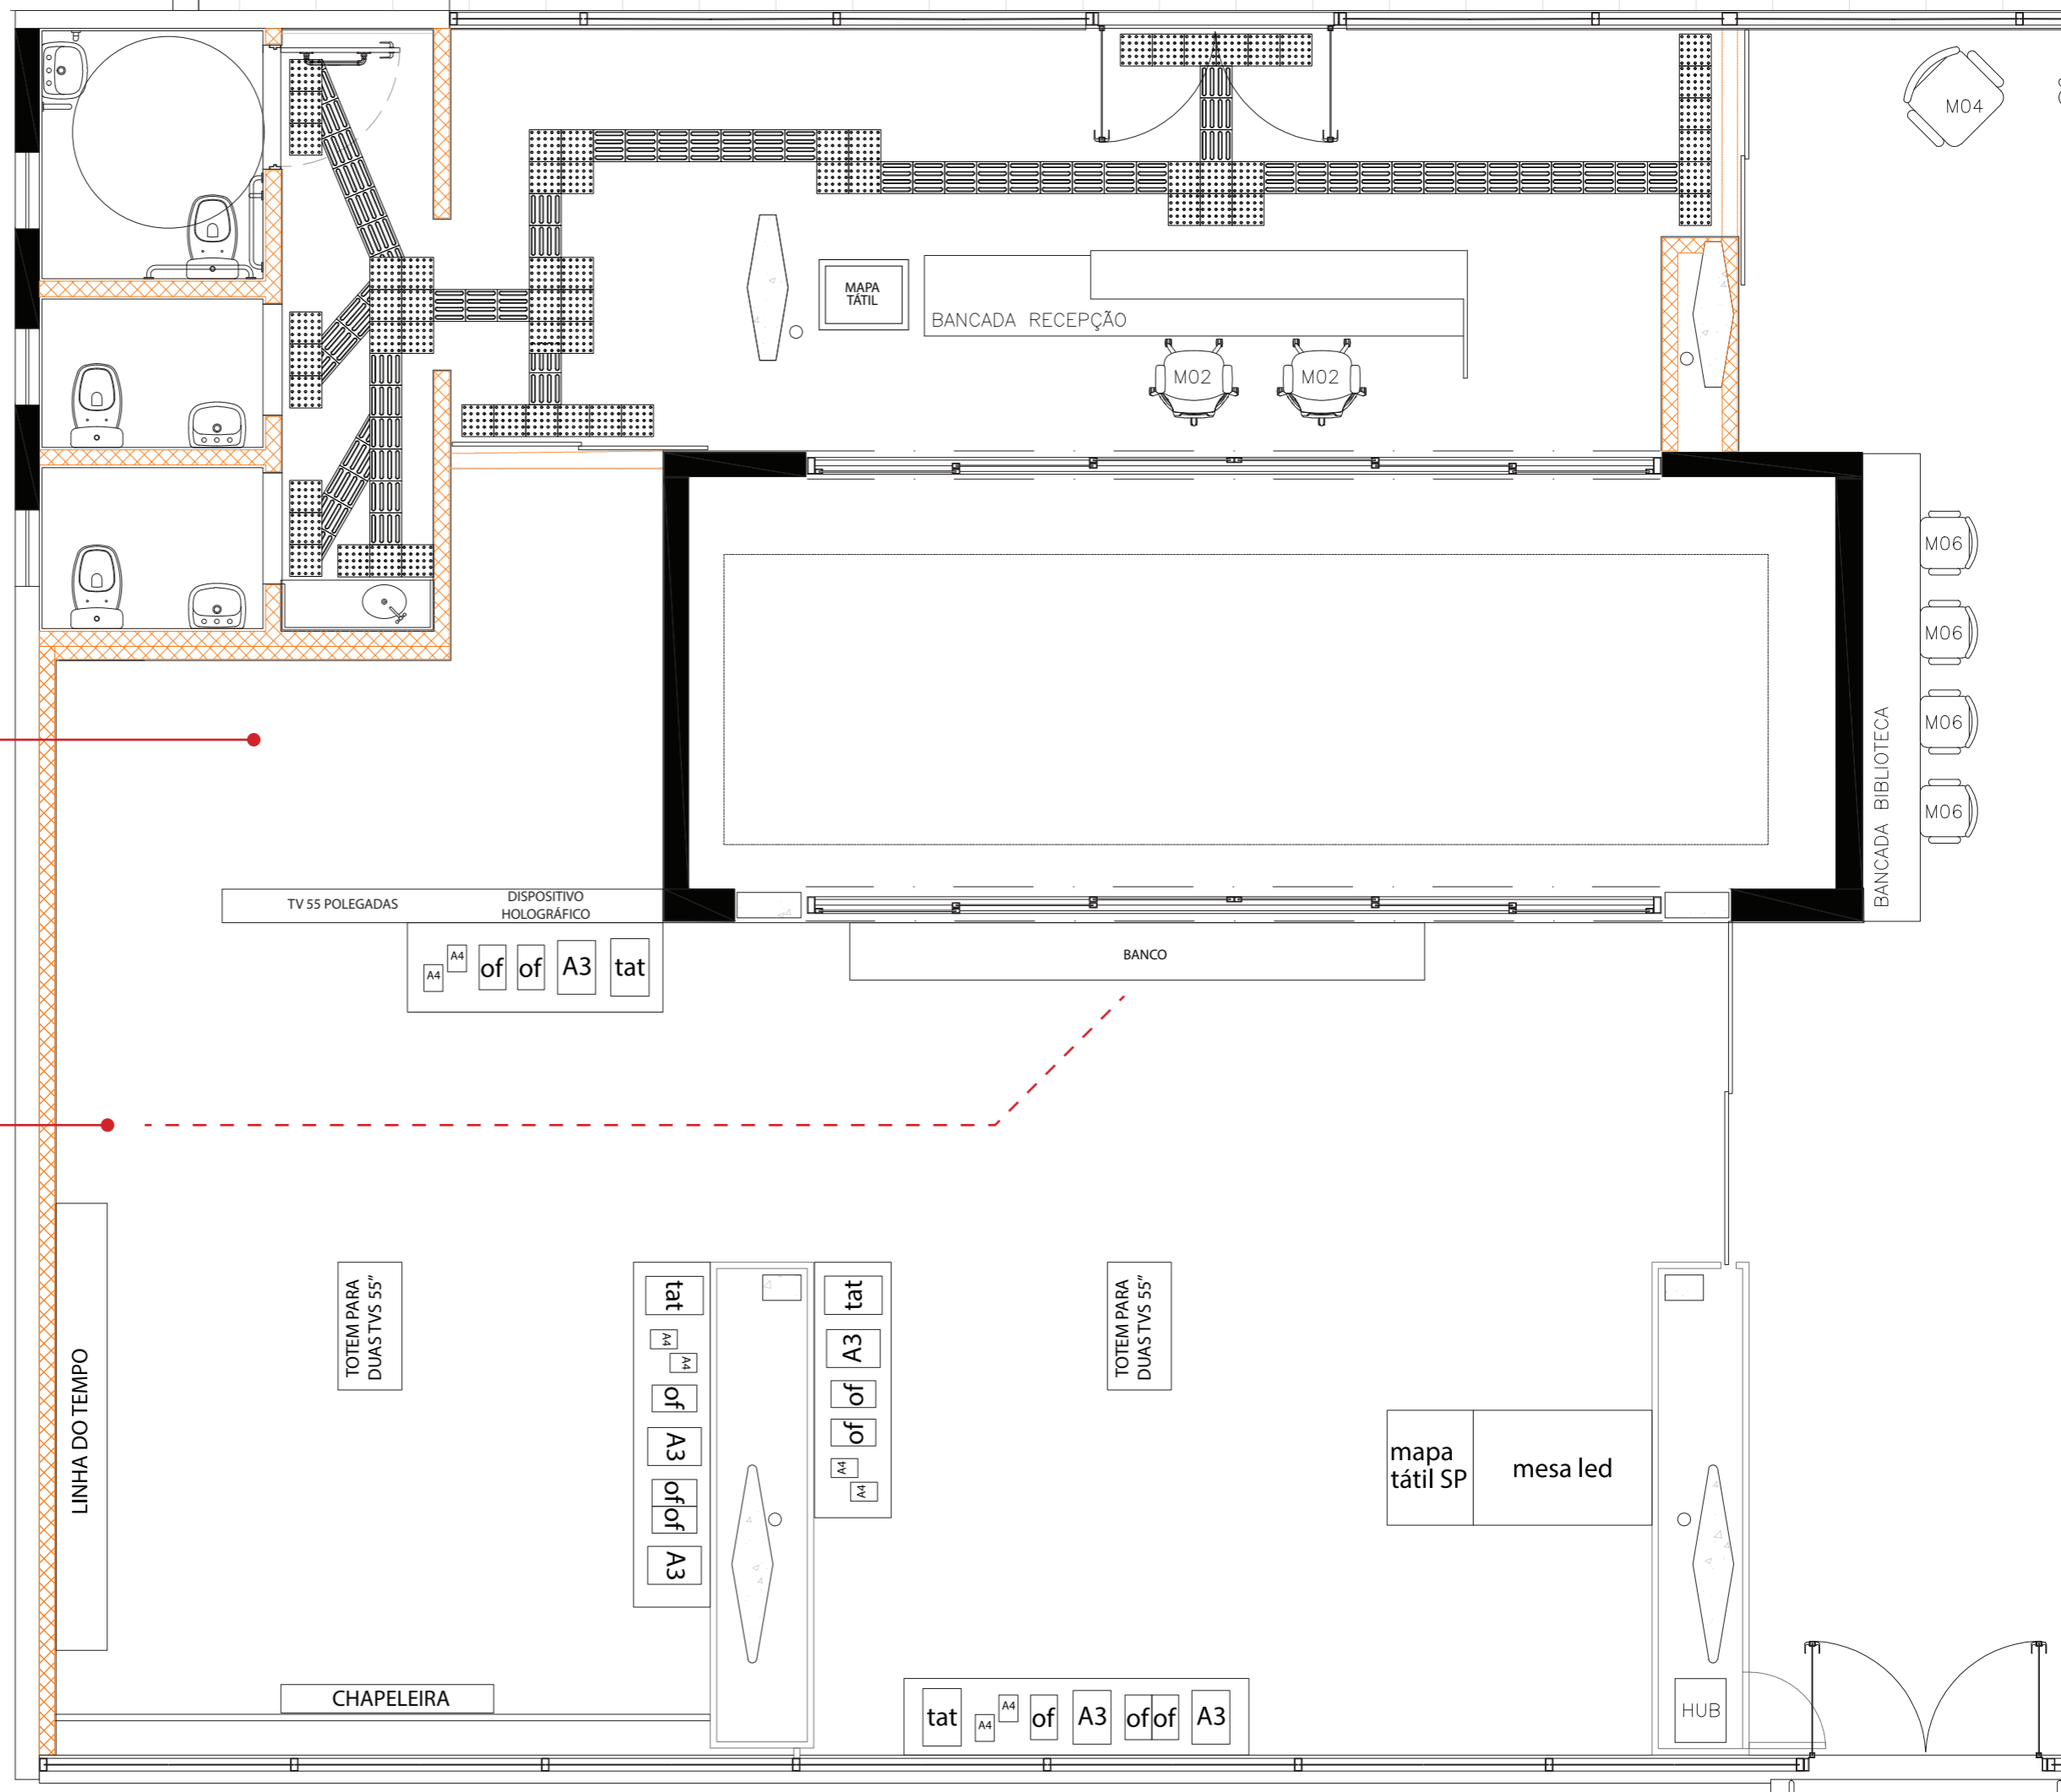 M04
MAPA
TÁTIL
BANCADA RECEPÇÃO
M02
M02
M06
M06
M06
M06
BANCADA BIBLIOTECA
TV 55 POLEGADAS
DISPOSITIVO
HOLOGRÁFICO
A4
A4
of
of
A3
tat
BANCO
LINHA DO TEMPO
TOTEM PARA
DUAS TVS 55”
tat
A4
A4
of
A3
of
of
A3
tat
A3
of
of
A4
A4
TOTEM PARA
DUAS TVS 55”
mapa
tátil SP
mesa led
CHAPELEIRA
tat
A4
A4
of
A3
of
of
A3
HUB